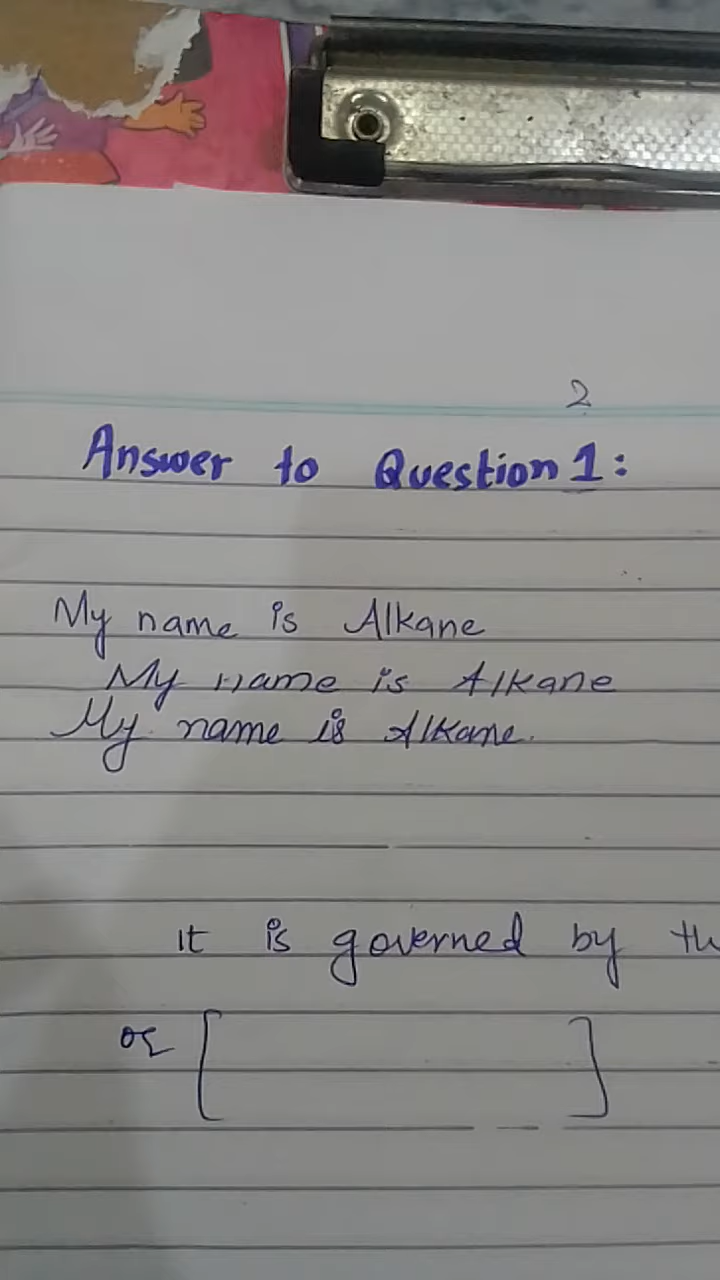 2
Answer to Question 1:
My name is Alkane
My name is Alkane
My name is Alkane.
It is governed by th
or [ ]